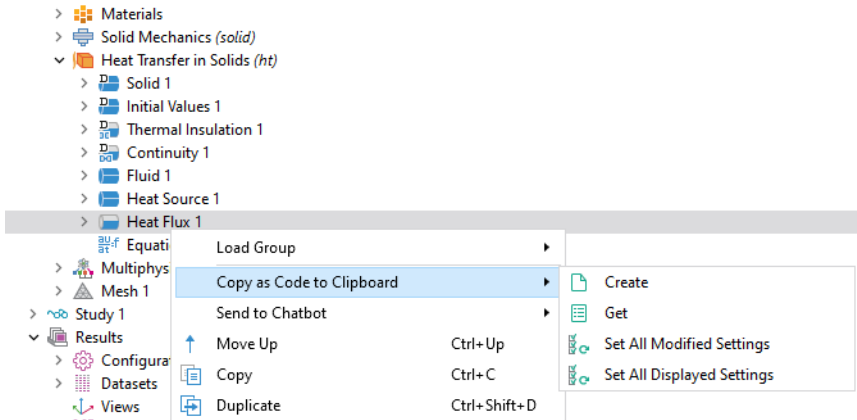 Materials
Solid Mechanics (solid)
Heat Transfer in Solids (ht)
Solid 1
Initial Values 1
Thermal Insulation 1
Continuity 1
Fluid 1
Heat Source 1
Heat Flux 1
Equati
Load Group
Multiphys
Copy as Code to Clipboard
Create
Mesh 1
Study 1
Send to Chatbot
Get
Results
Move Up Ctrl+Up
Set All Modified Settings
Configura
Copy Ctrl+C
Set All Displayed Settings
Datasets
Views
Duplicate Ctrl+Shift+D